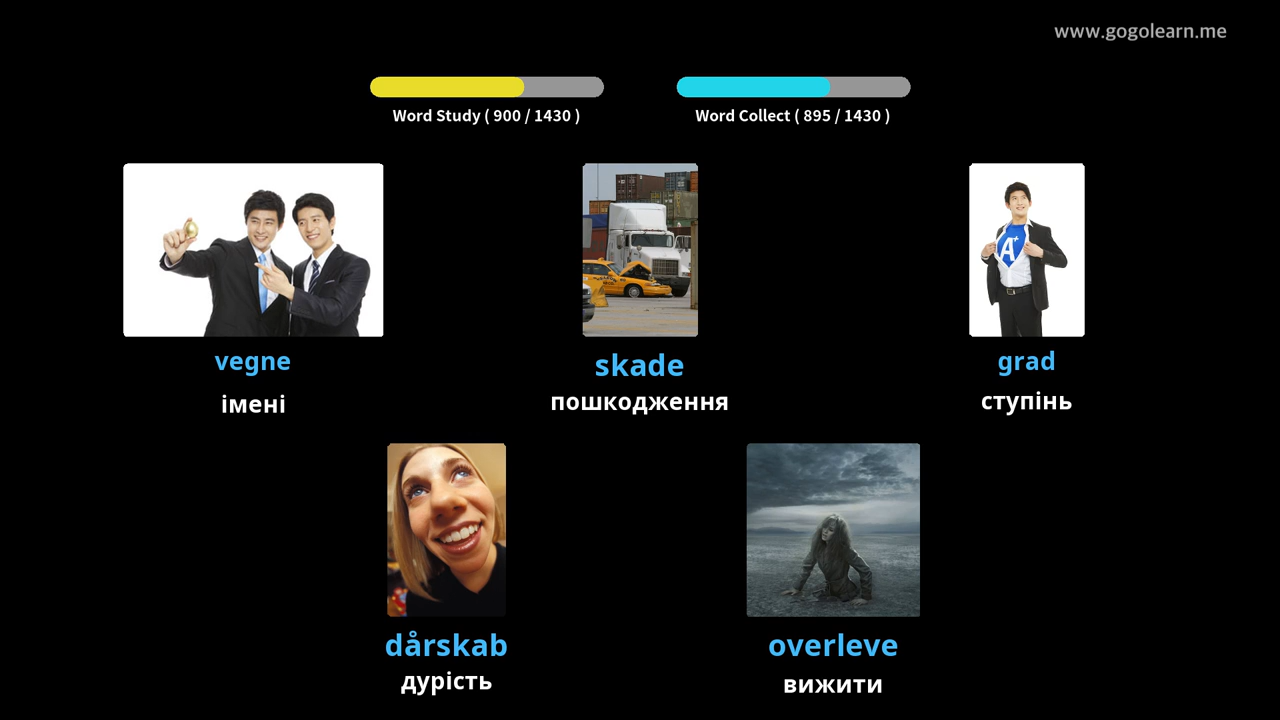 www.gogolearn.me
Word Study ( 900 / 1430 )
Word Collect ( 895 / 1430 )
A+
vegne
skade
grad
імені
пошкодження
ступінь
dårskab
overleve
дурість
вижити